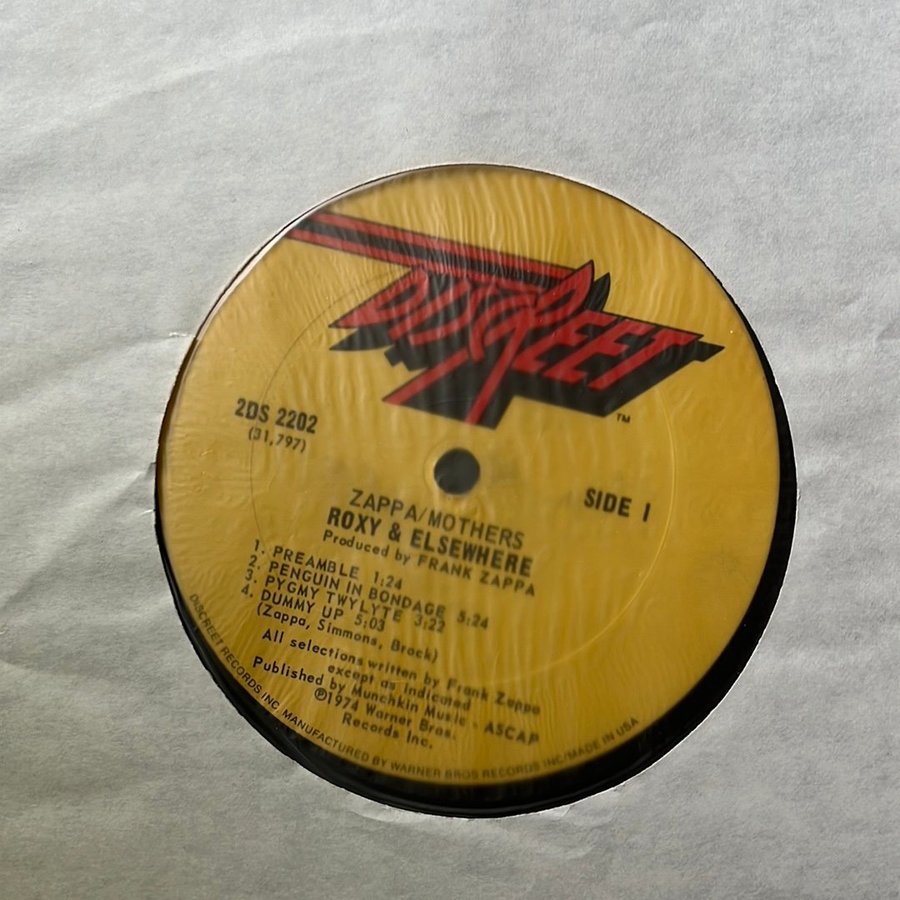 DISCREET
™
2DS 2202
(31,797)
SIDE 1
ZAPPA/MOTHERS
ROXY & ELSEWHERE
Produced by FRANK ZAPPA
1. PREAMBLE 1:24
2. PENGUIN IN BONDAGE 5:24
3. PYGMY TWYLYTE 3:22
4. DUMMY UP 5:03
(Zappa, Simmons, Brock)
All selections written by Frank Zappa
except as Indicated
Published by Munchkin Music - ASCAP
℗1974 Warner Bros.
Records Inc.
DISCREET RECORDS INC. MANUFACTURED BY WARNER BROS RECORDS INC/MADE IN USA